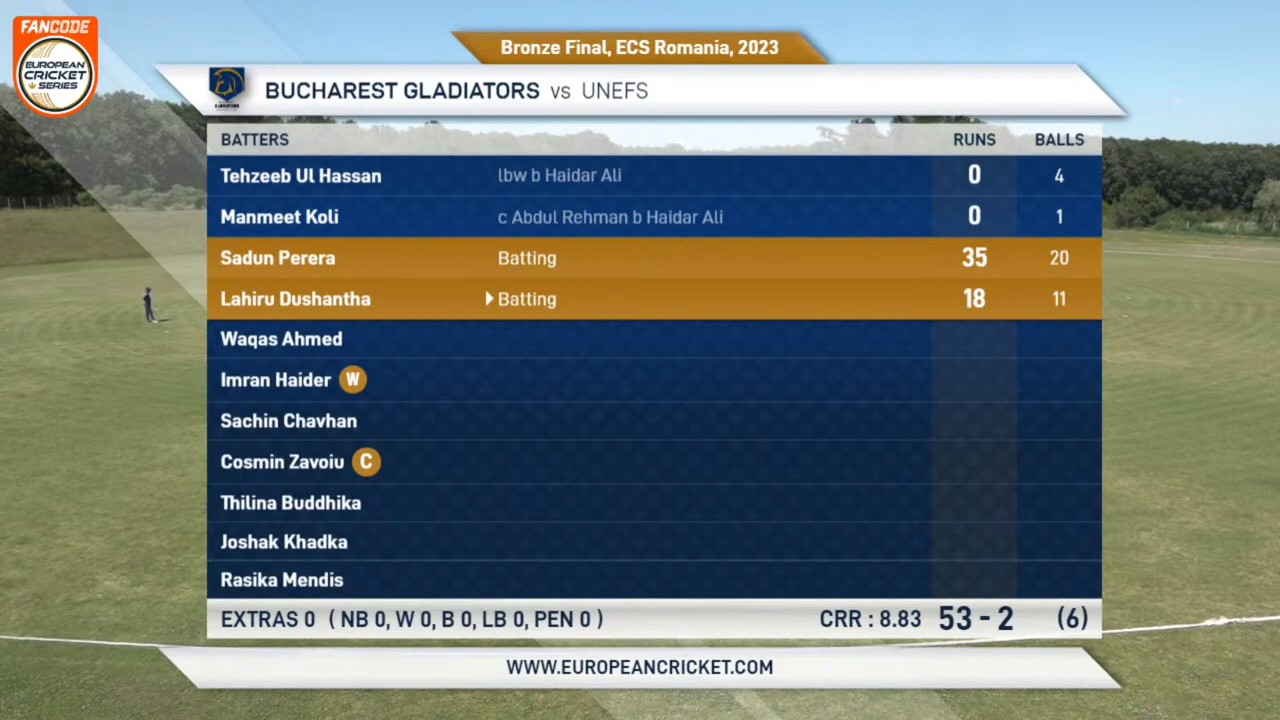 FANCODE
EUROPEAN
CRICKET
SERIES
Bronze Final, ECS Romania, 2023
BUCHAREST GLADIATORS vs UNEFS
BATTERS RUNS BALLS
Tehzeeb Ul Hassan lbw b Haidar Ali 0 4
Manmeet Koli c Abdul Rehman b Haidar Ali 0 1
Sadun Perera Batting 35 20
Lahiru Dushantha Batting 18 11
Waqas Ahmed
Imran Haider W
Sachin Chavhan
Cosmin Zavoiu C
Thilina Buddhika
Joshak Khadka
Rasika Mendis
EXTRAS 0 ( NB 0, W 0, B 0, LB 0, PEN 0 ) CRR : 8.83 53 - 2 (6)
WWW.EUROPEANCRICKET.COM